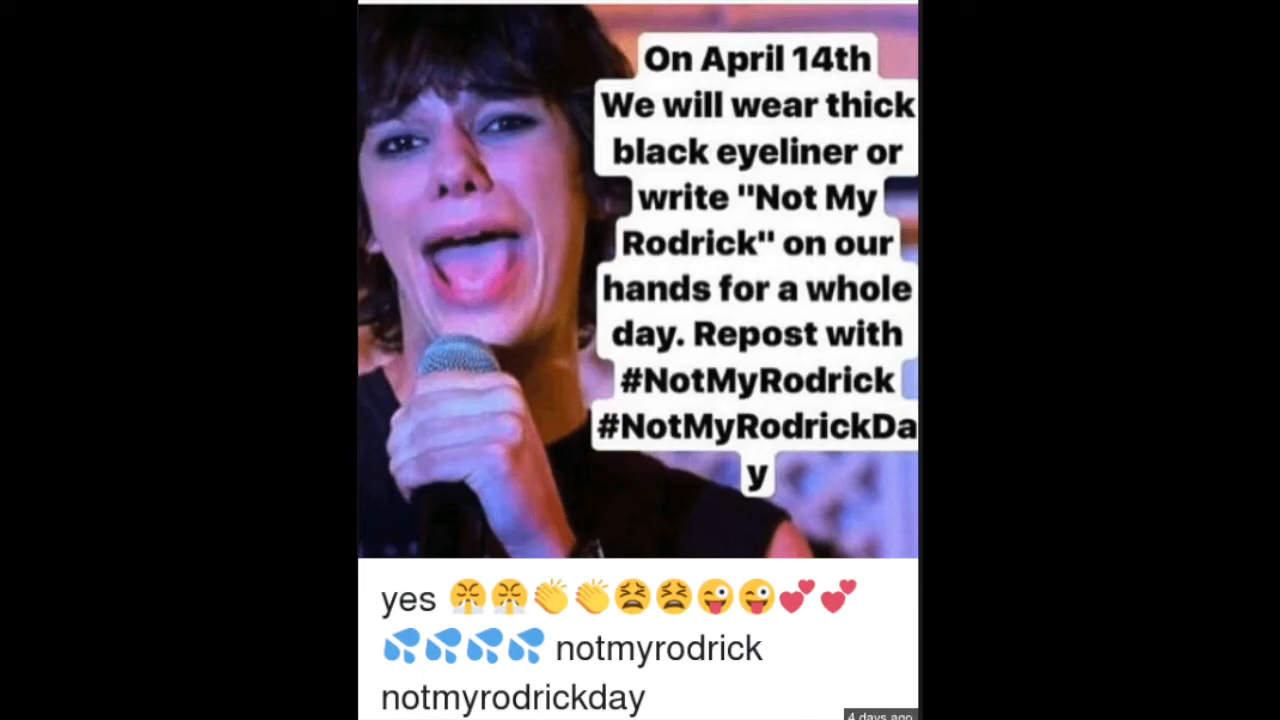 On April 14th
We will wear thick
black eyeliner or
write "Not My
Rodrick" on our
hands for a whole
day. Repost with
#NotMyRodrick
#NotMyRodrickDa
y
yes 😤😤👏👏😫😫😜😜💕💕
💦💦💦💦 notmyrodrick
notmyrodrickday
4 days ago